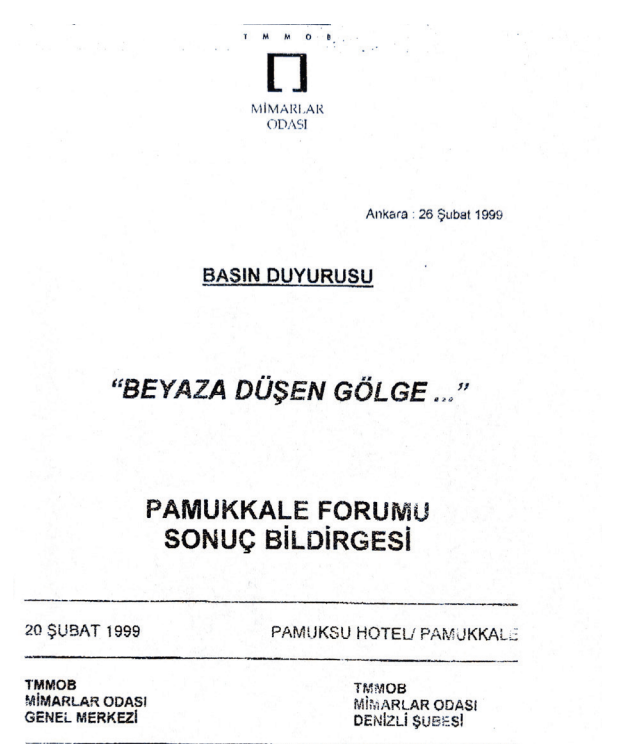 T M M O B
MİMARLAR
ODASI
Ankara : 26 Şubat 1999
BASIN DUYURUSU
“BEYAZA DÜŞEN GÖLGE ...”
PAMUKKALE FORUMU
SONUÇ BİLDİRGESİ
20 ŞUBAT 1999 PAMUKSU HOTEL/ PAMUKKALE
TMMOB
MİMARLAR ODASI
GENEL MERKEZİ
TMMOB
MİMARLAR ODASI
DENİZLİ ŞUBESİ